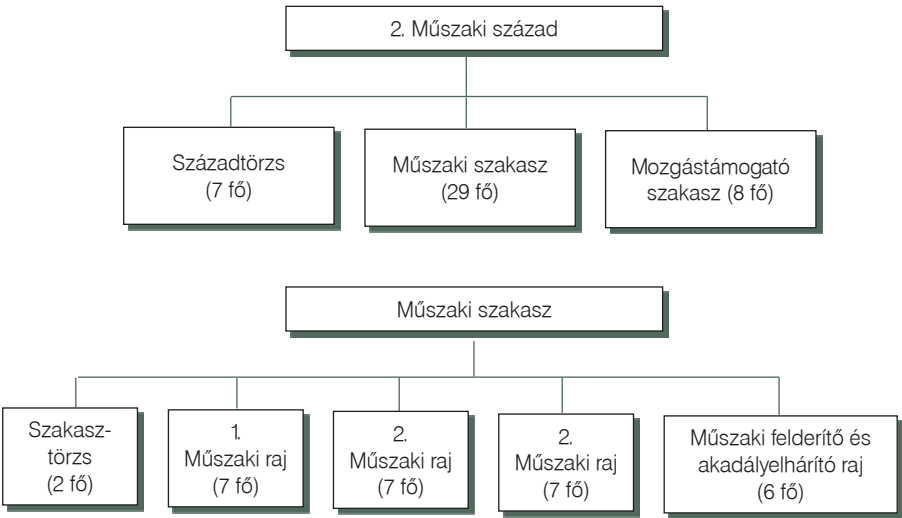 2. Műszaki század
Századtörzs
(7 fő)
Műszaki szakasz
(29 fő)
Mozgástámogató
szakasz (8 fő)
Műszaki szakasz
Szakasz-
törzs
(2 fő)
1.
Műszaki raj
(7 fő)
2.
Műszaki raj
(7 fő)
2.
Műszaki raj
(7 fő)
Műszaki felderítő és
akadályelhárító raj
(6 fő)